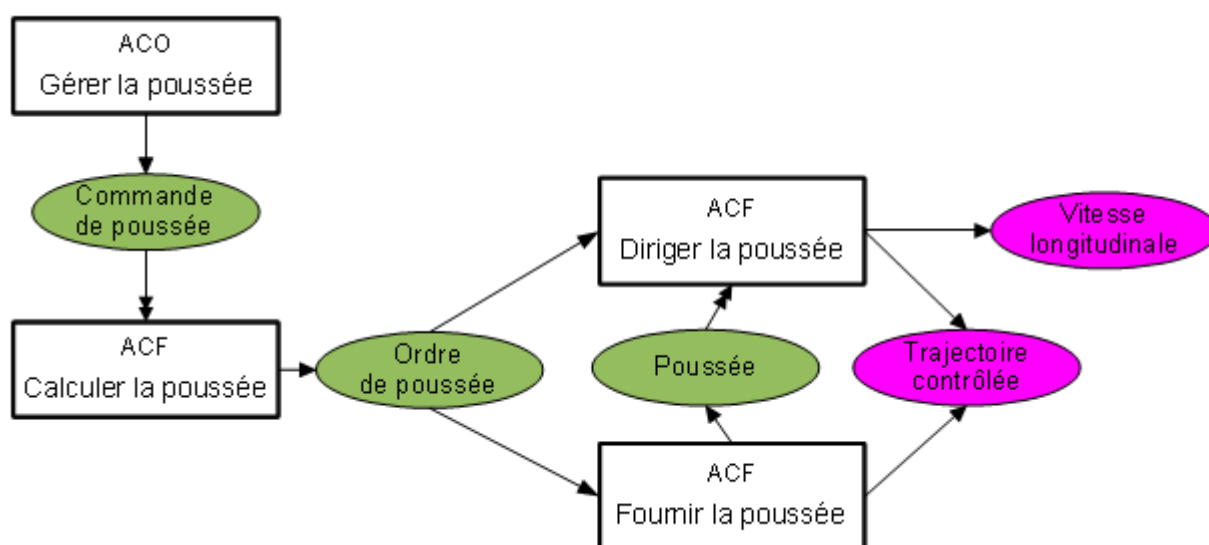 ACO
Gérer la poussée
Commande
de poussée
ACF
Calculer la poussée
Ordre
de poussée
ACF
Diriger la poussée
Poussée
ACF
Fournir la poussée
Vitesse
longitudinale
Trajectoire
contrôlée